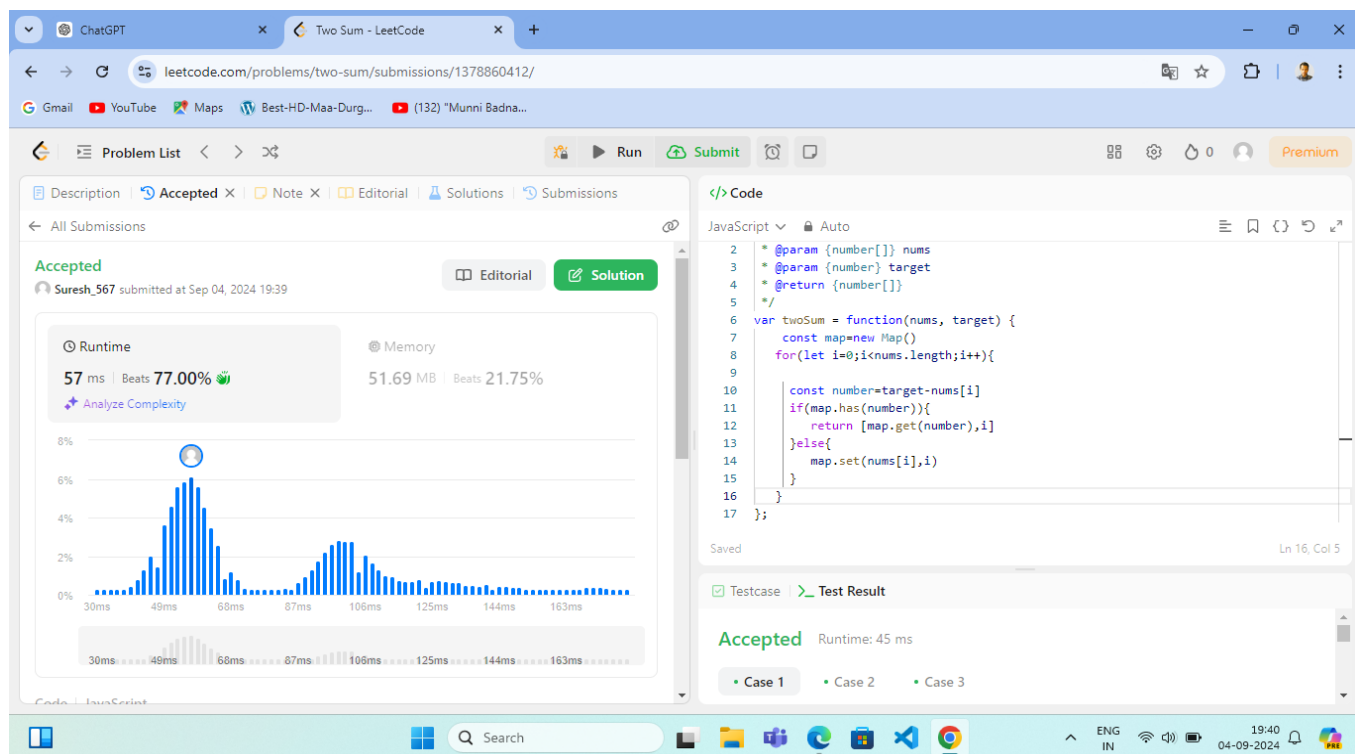 ChatGPT
Two Sum - LeetCode
leetcode.com/problems/two-sum/submissions/1378860412/
Gmail YouTube Maps Best-HD-Maa-Durg... (132) "Munni Badna...
Problem List Run Submit 0 Premium
Description Accepted Note Editorial Solutions Submissions
All Submissions
Accepted
Suresh_567 submitted at Sep 04, 2024 19:39
Editorial Solution
Runtime
57 ms Beats 77.00%
Analyze Complexity
Memory
51.69 MB Beats 21.75%
8%
6%
4%
2%
0%
30ms 49ms 68ms 87ms 106ms 125ms 144ms 163ms
30ms 49ms 68ms 87ms 106ms 125ms 144ms 163ms
Code JavaScript
</> Code
JavaScript Auto
2 * @param {number[]} nums
3 * @param {number} target
4 * @return {number[]}
5 */
6 var twoSum = function(nums, target) {
7 const map=new Map()
8 for(let i=0;i<nums.length;i++){
9
10 const number=target-nums[i]
11 if(map.has(number)){
12 return [map.get(number),i]
13 }else{
14 map.set(nums[i],i)
15 }
16 }
17 };
Saved Ln 16, Col 5
Testcase >_ Test Result
Accepted Runtime: 45 ms
Case 1 Case 2 Case 3
Search
ENG
IN
19:40
04-09-2024
PRE